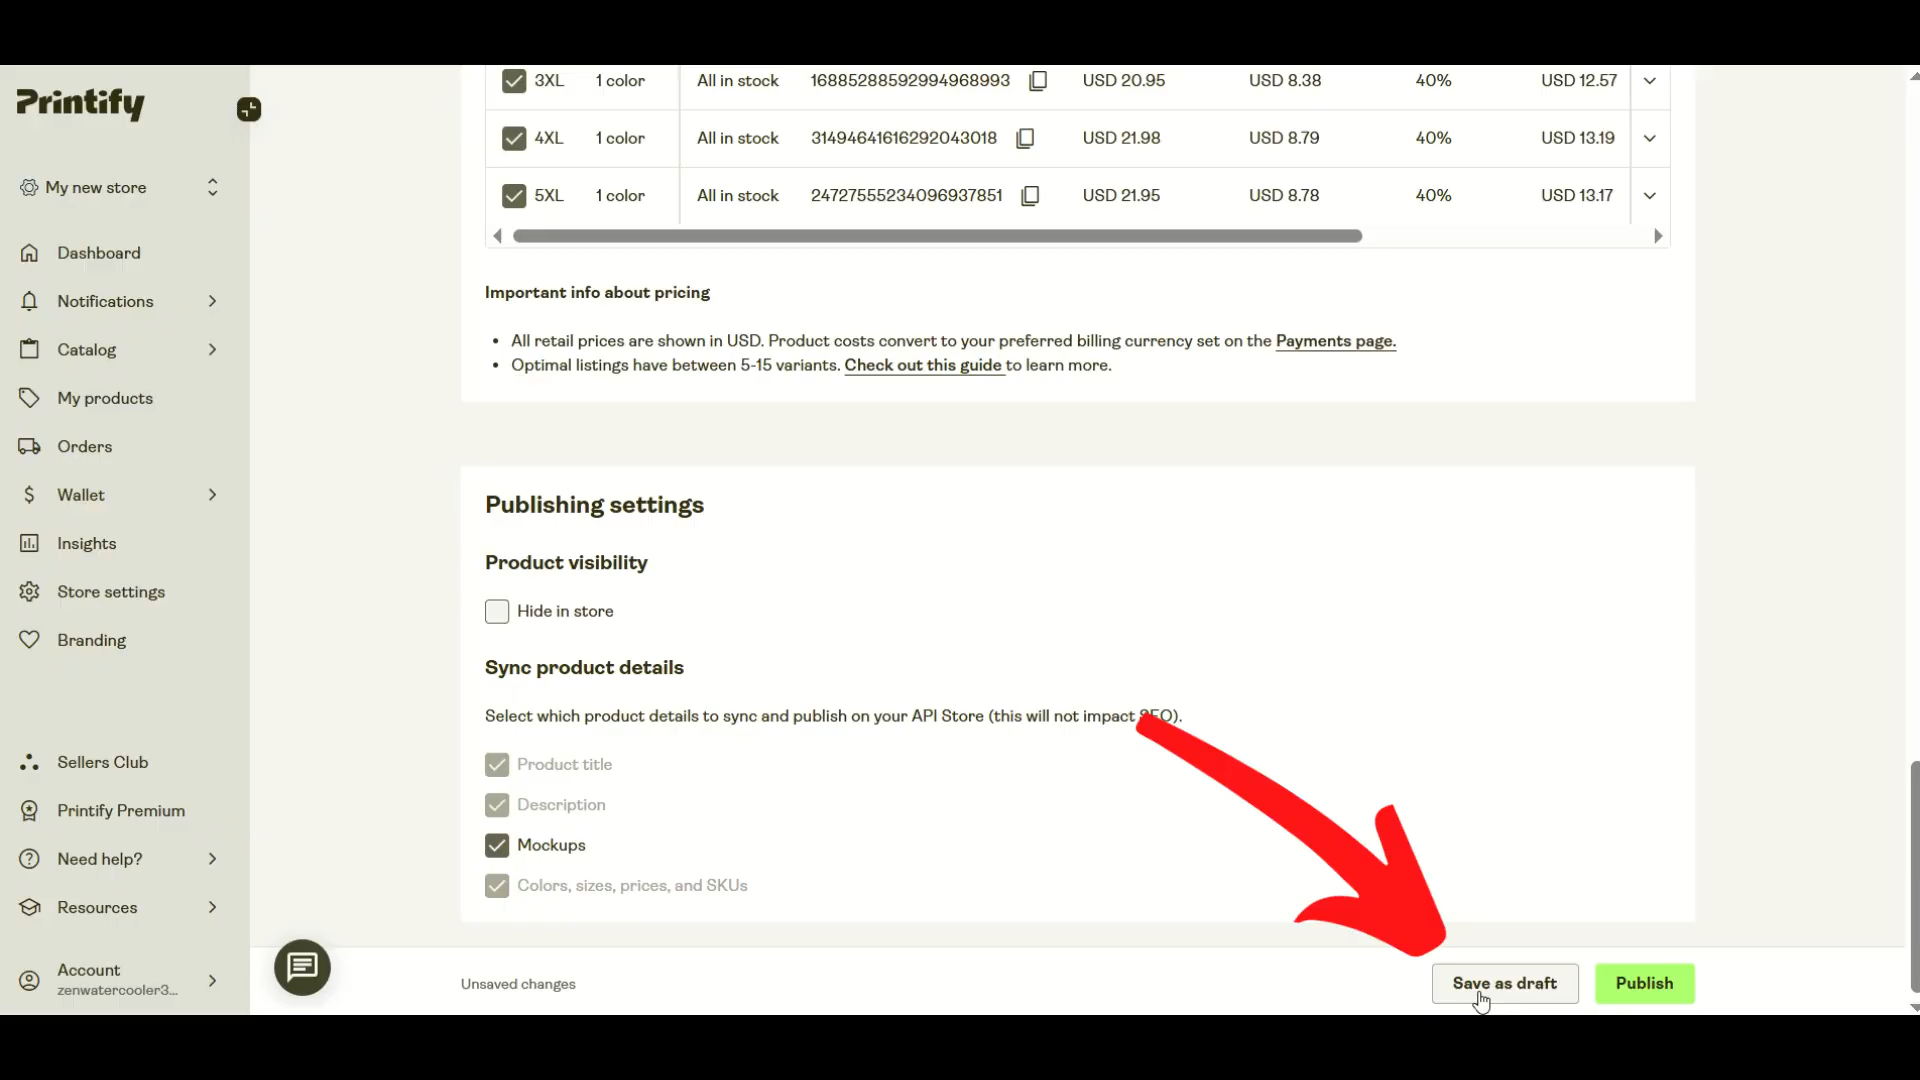 Printify
My new store
Dashboard
Notifications
Catalog
My products
Orders
Wallet
Insights
Store settings
Branding
Sellers Club
Printify Premium
Need help?
Resources
Account
zenwatercooler3...
3XL 1 color All in stock 16885288592994968993 USD 20.95 USD 8.38 40% USD 12.57
4XL 1 color All in stock 31494641616292043018 USD 21.98 USD 8.79 40% USD 13.19
5XL 1 color All in stock 24727555234096937851 USD 21.95 USD 8.78 40% USD 13.17
Important info about pricing
• All retail prices are shown in USD. Product costs convert to your preferred billing currency set on the Payments page.
• Optimal listings have between 5-15 variants. Check out this guide to learn more.
Publishing settings
Product visibility
Hide in store
Sync product details
Select which product details to sync and publish on your API Store (this will not impact SEO).
Product title
Description
Mockups
Colors, sizes, prices, and SKUs
Unsaved changes
Save as draft
Publish